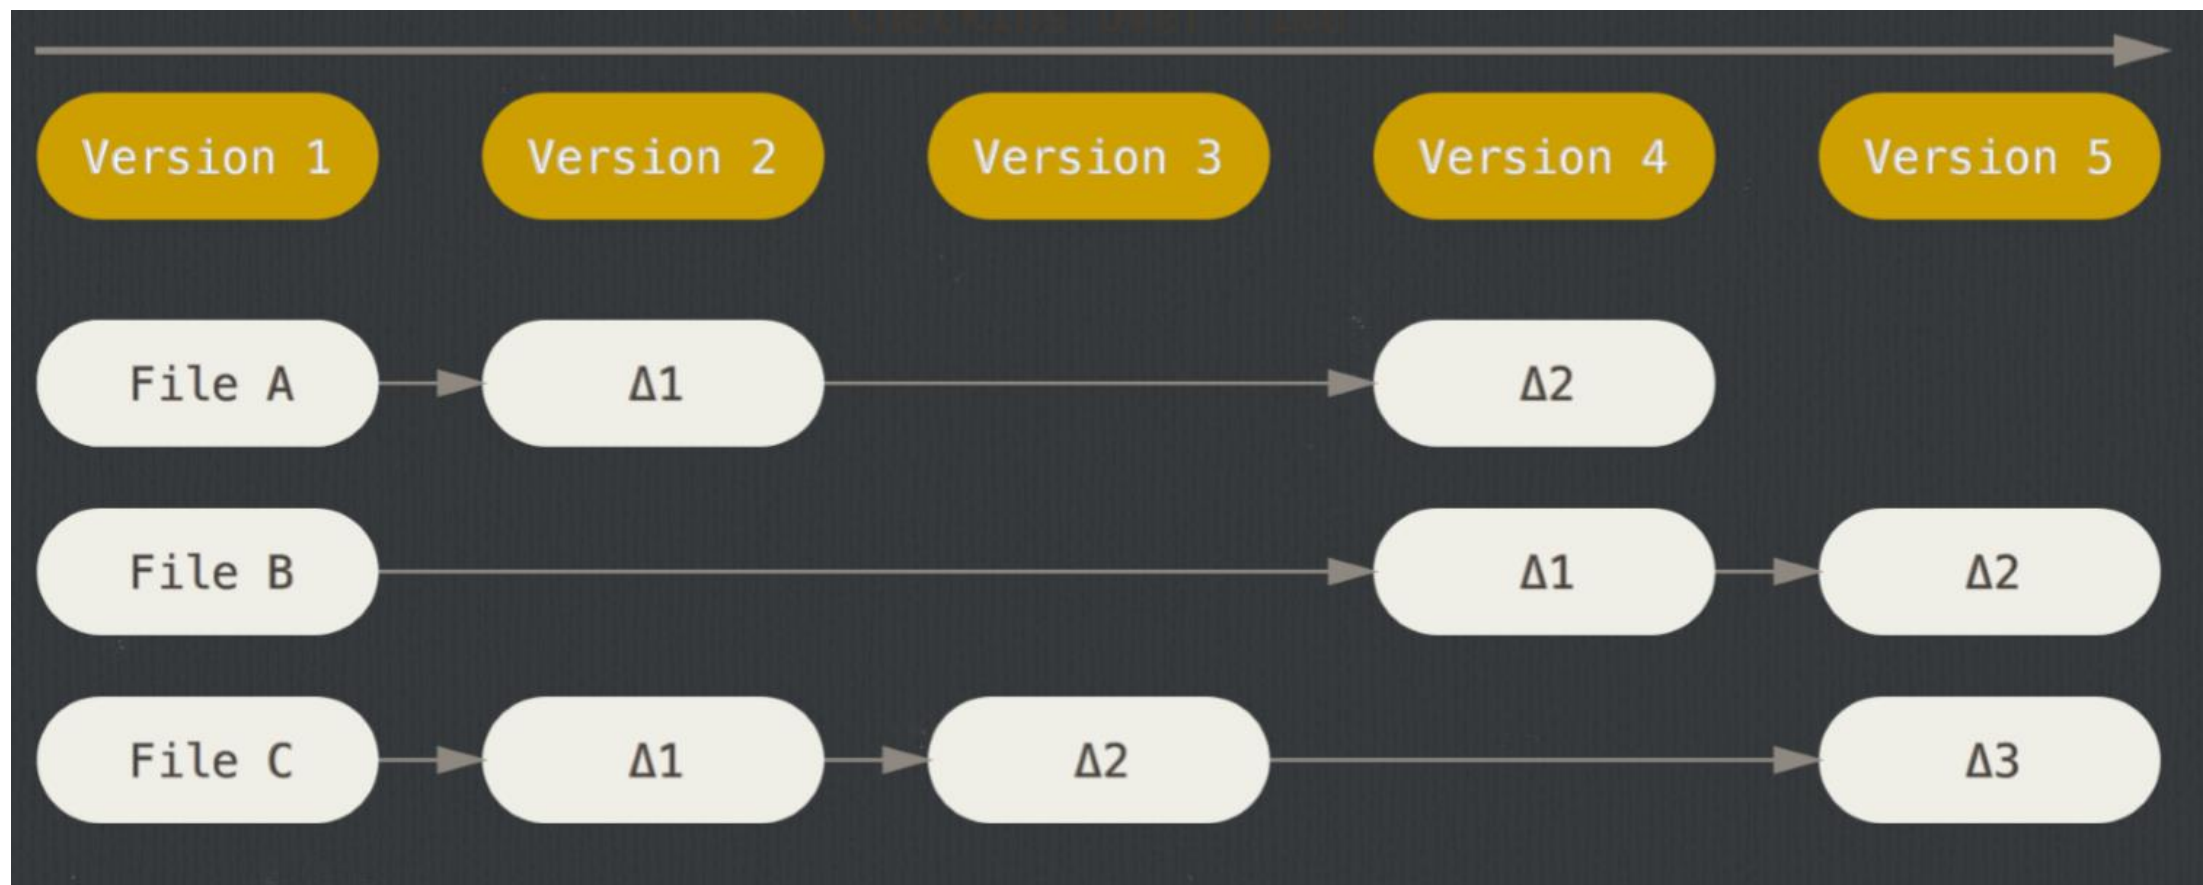 Version 1 Version 2 Version 3 Version 4 Version 5
File A Δ1 Δ2
File B Δ1 Δ2
File C Δ1 Δ2 Δ3